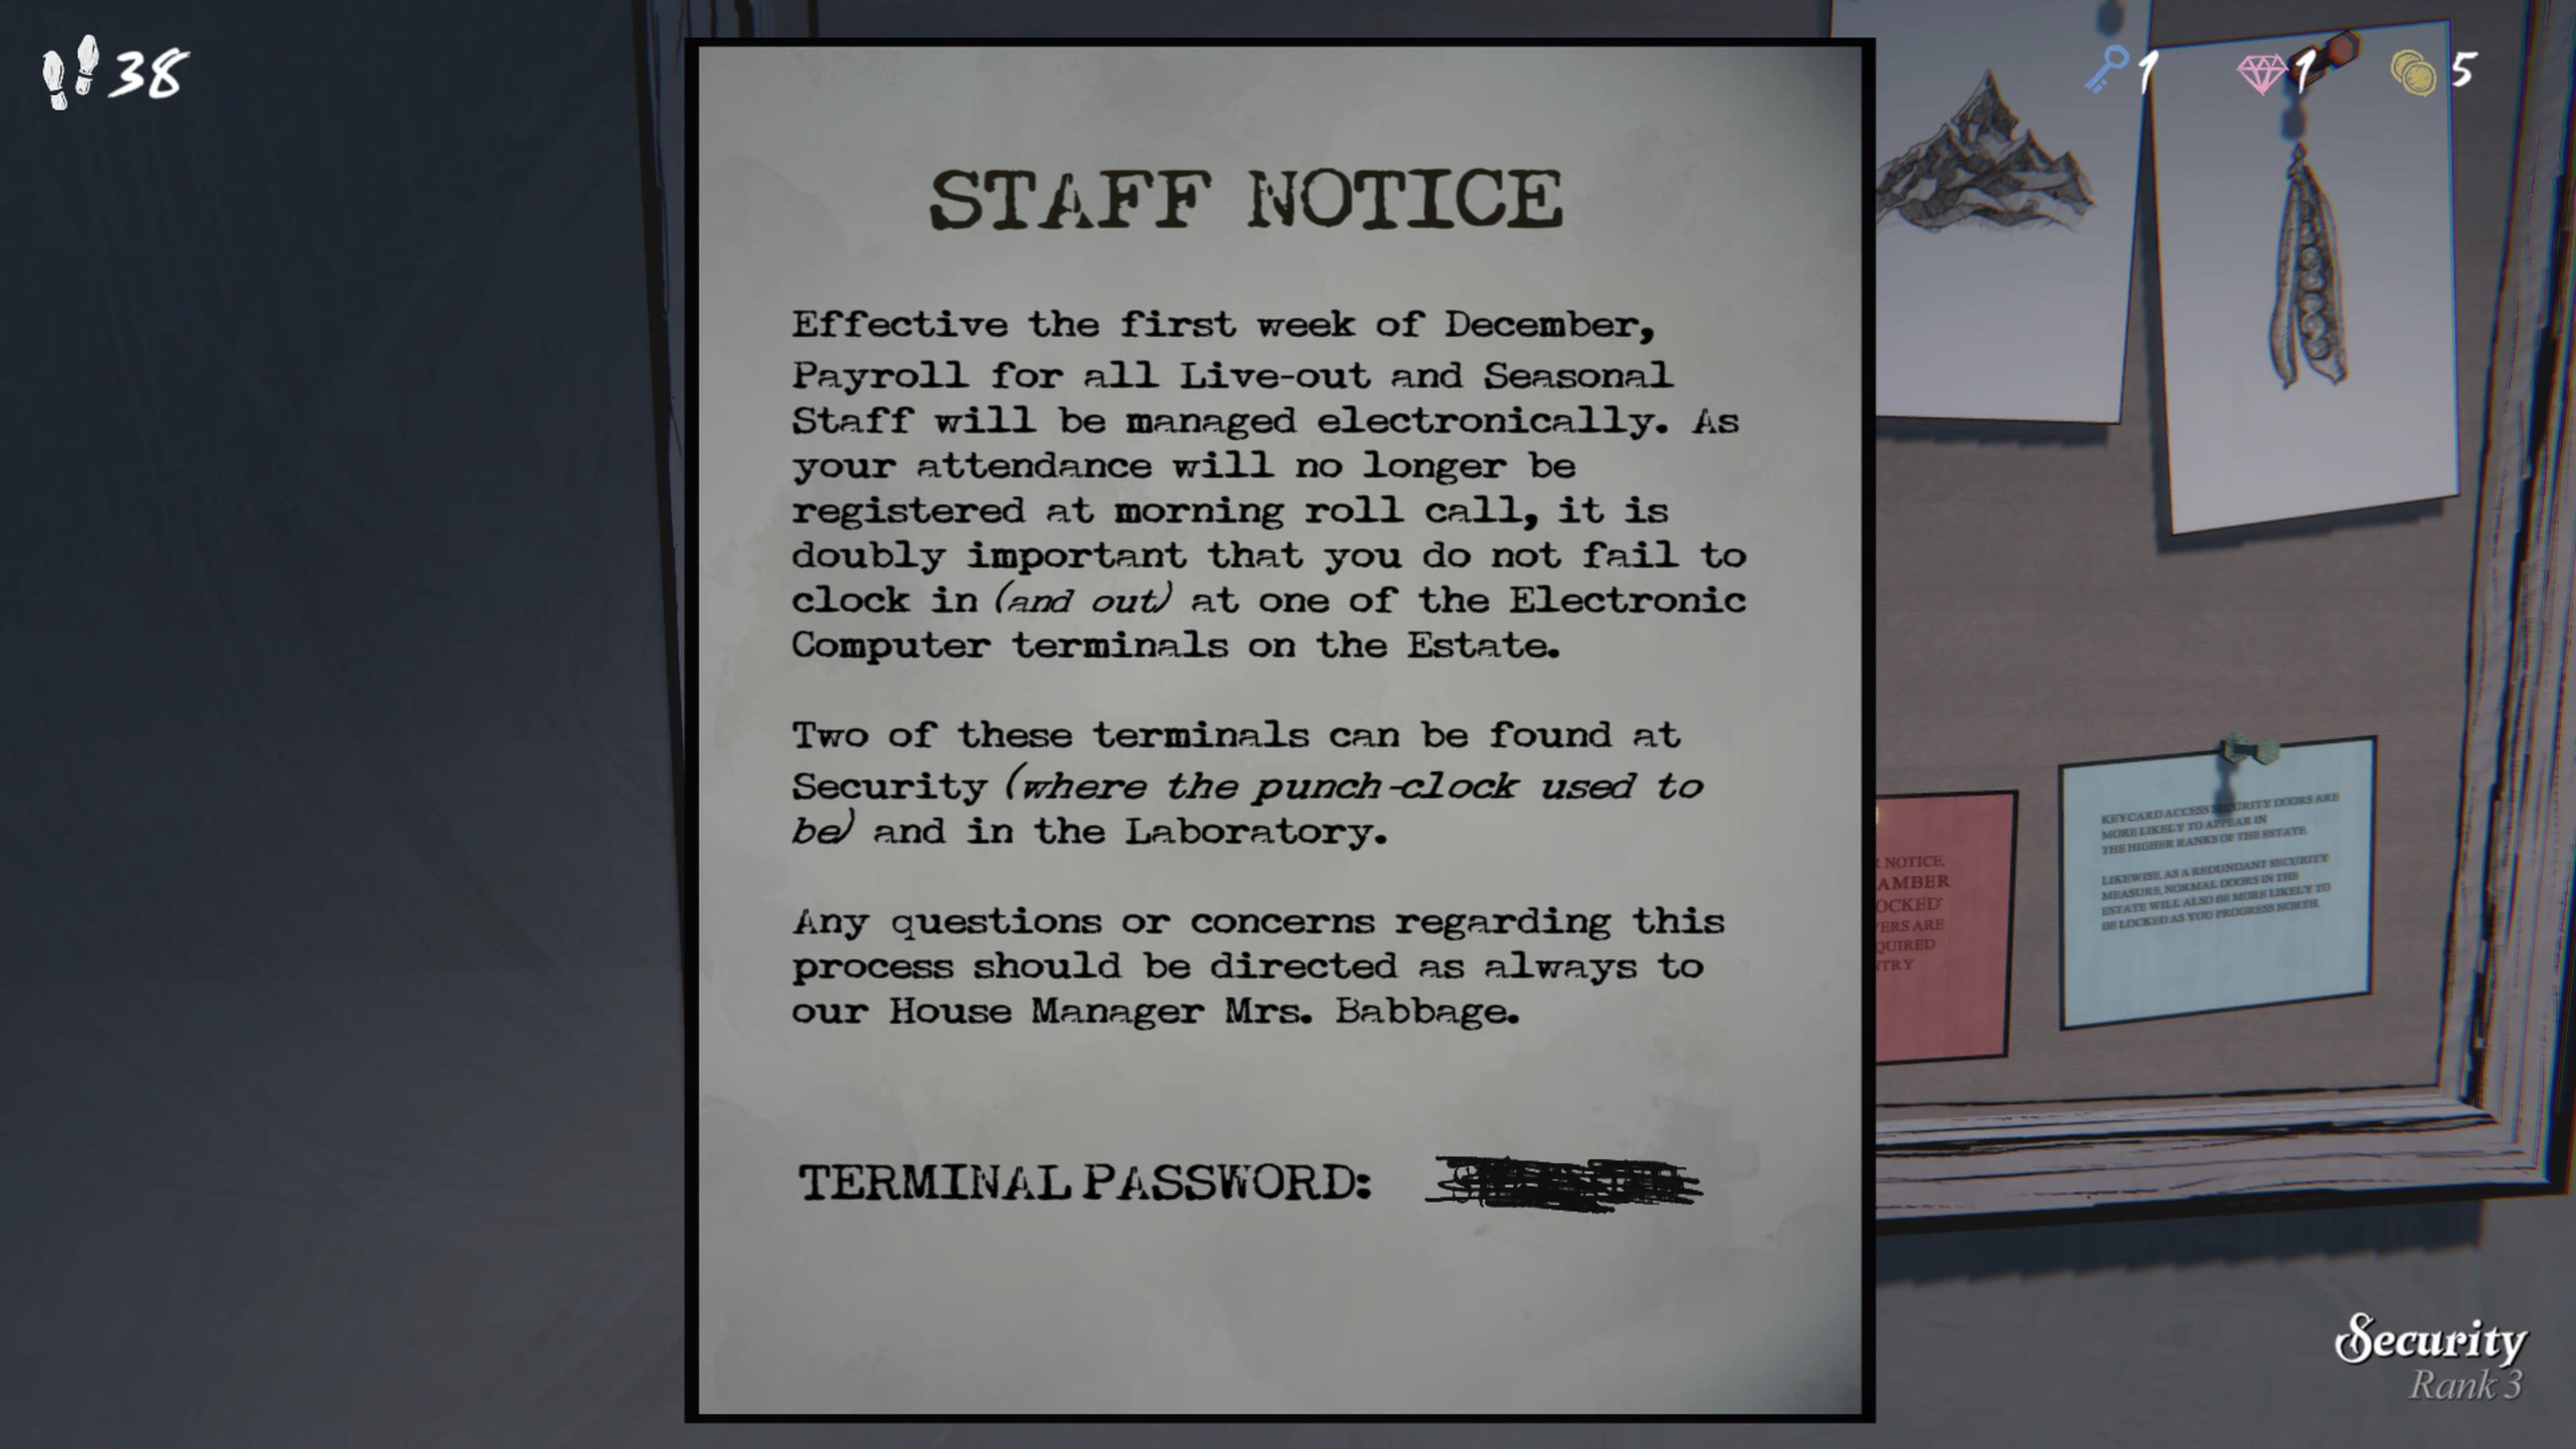 38
1
1
5
STAFF NOTICE
Effective the first week of December,
Payroll for all Live-out and Seasonal
Staff will be managed electronically. As
your attendance will no longer be
registered at morning roll call, it is
doubly important that you do not fail to
clock in (and out) at one of the Electronic
Computer terminals on the Estate.
Two of these terminals can be found at
Security (where the punch-clock used to
be) and in the Laboratory.
Any questions or concerns regarding this
process should be directed as always to
our House Manager Mrs. Babbage.
TERMINAL PASSWORD:
NOTICE,
AMBER
OCKED
ERS ARE
QUIRED
NTRY
KEYCARD ACCESS SECURITY DOORS ARE
MORE LIKELY TO APPEAR IN
THE HIGHER RANKS OF THE ESTATE.
LIKEWISE, AS A REDUNDANT SECURITY
MEASURE, NORMAL DOORS IN THE
ESTATE WILL ALSO BE MORE LIKELY TO
BE LOCKED AS YOU PROGRESS NORTH.
Security
Rank 3